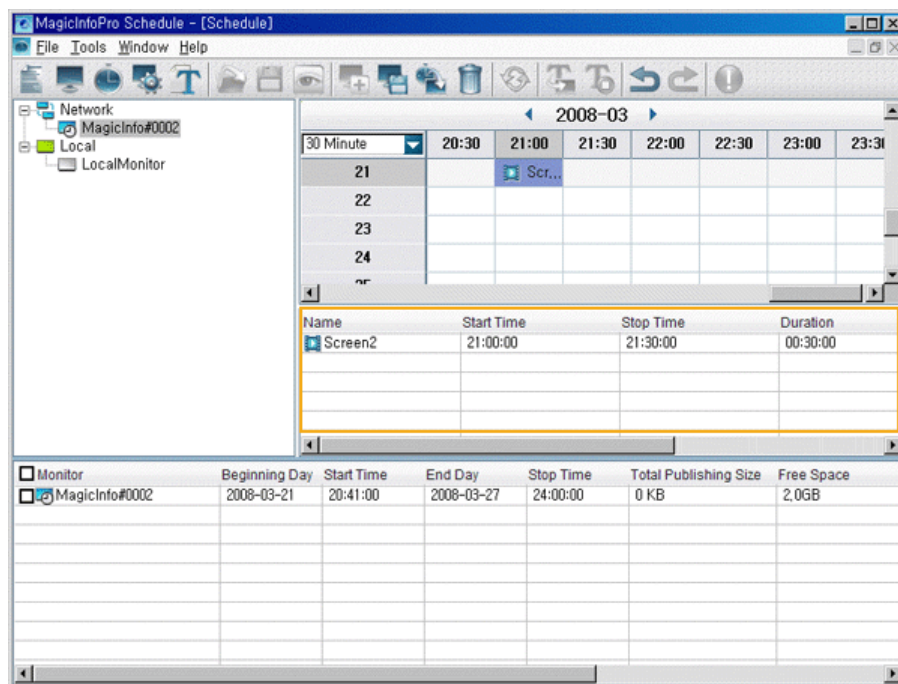 MagicInfoPro Schedule - [Schedule]
File Tools Window Help
Network
MagicInfo#0002
Local
LocalMonitor
2008-03
30 Minute 20:30 21:00 21:30 22:00 22:30 23:00 23:30
21 Scr...
22
23
24
25
Name Start Time Stop Time Duration
Screen2 21:00:00 21:30:00 00:30:00
Monitor Beginning Day Start Time End Day Stop Time Total Publishing Size Free Space
MagicInfo#0002 2008-03-21 20:41:00 2008-03-27 24:00:00 0 KB 2,0GB